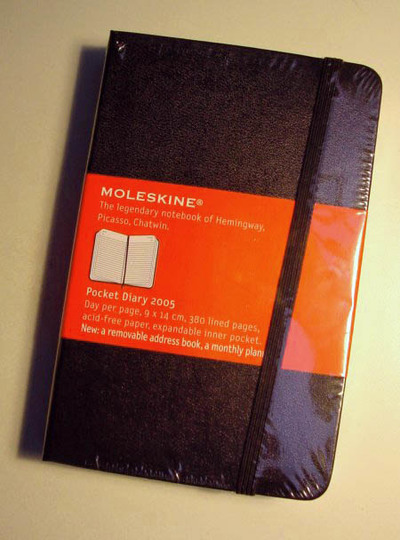 MOLESKINE®
The legendary notebook of Hemingway,
Picasso, Chatwin.
Pocket Diary 2005
Day per page, 9 x 14 cm, 380 lined pages,
acid-free paper, expandable inner pocket.
New: a removable address book, a monthly